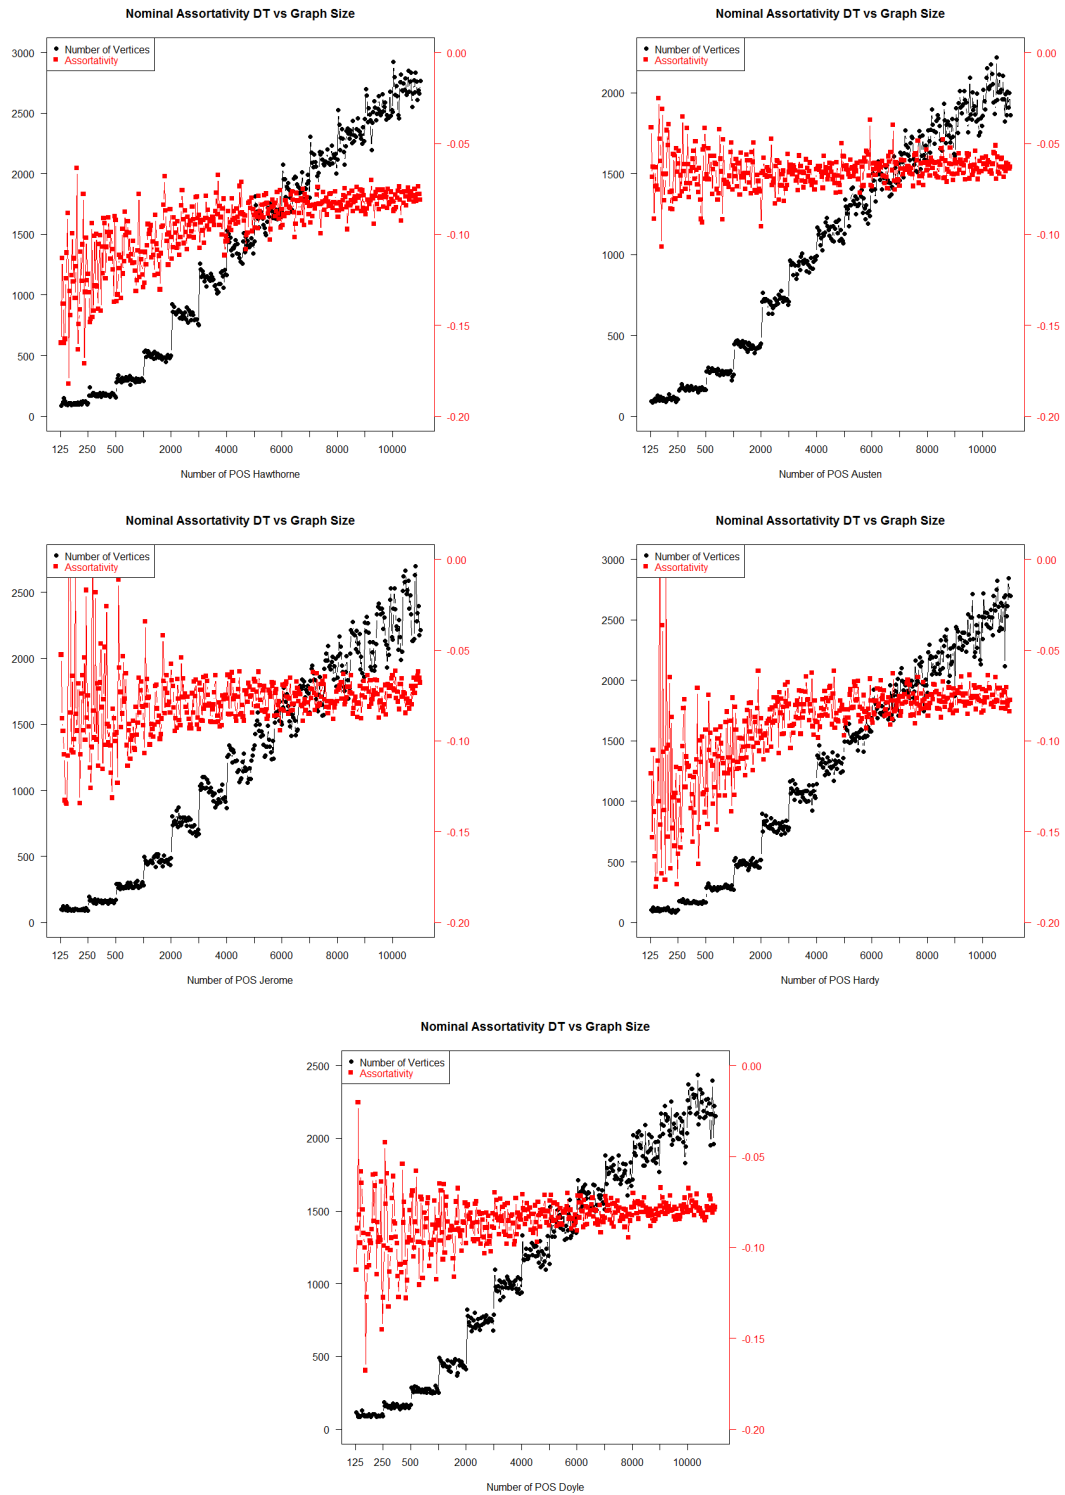 Nominal Assortativity DT vs Graph Size
Number of Vertices
Assortativity
3000
2500
2000
1500
1000
500
0
0.00
-0.05
-0.10
-0.15
-0.20
125 250 500 2000 4000 6000 8000 10000
Number of POS Hawthorne
Nominal Assortativity DT vs Graph Size
Number of Vertices
Assortativity
2000
1500
1000
500
0
0.00
-0.05
-0.10
-0.15
-0.20
125 250 500 2000 4000 6000 8000 10000
Number of POS Austen
Nominal Assortativity DT vs Graph Size
Number of Vertices
Assortativity
2500
2000
1500
1000
500
0
0.00
-0.05
-0.10
-0.15
-0.20
125 250 500 2000 4000 6000 8000 10000
Number of POS Jerome
Nominal Assortativity DT vs Graph Size
Number of Vertices
Assortativity
3000
2500
2000
1500
1000
500
0
0.00
-0.05
-0.10
-0.15
-0.20
125 250 500 2000 4000 6000 8000 10000
Number of POS Hardy
Nominal Assortativity DT vs Graph Size
Number of Vertices
Assortativity
2500
2000
1500
1000
500
0
0.00
-0.05
-0.10
-0.15
-0.20
125 250 500 2000 4000 6000 8000 10000
Number of POS Doyle